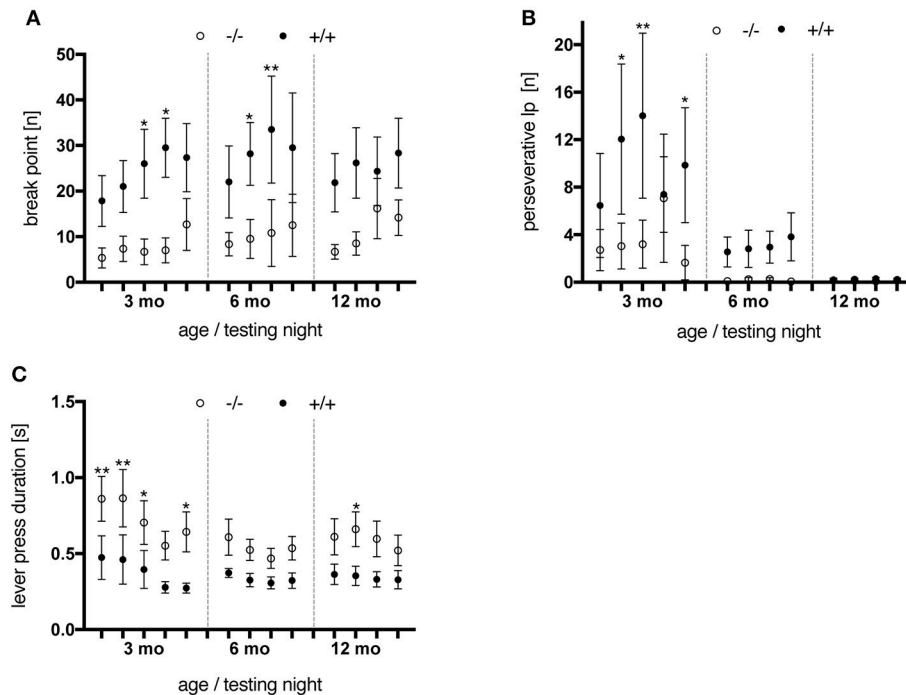 A
-/- +/+
break point [n]
50
40
30
20
10
0
* * * **
3 mo 6 mo 12 mo
age / testing night
B
-/- +/+
perseverative lp [n]
20
16
12
8
4
0
* ** *
3 mo 6 mo 12 mo
age / testing night
C
-/- +/+
lever press duration [s]
1.5
1.0
0.5
0.0
** ** * * *
3 mo 6 mo 12 mo
age / testing night